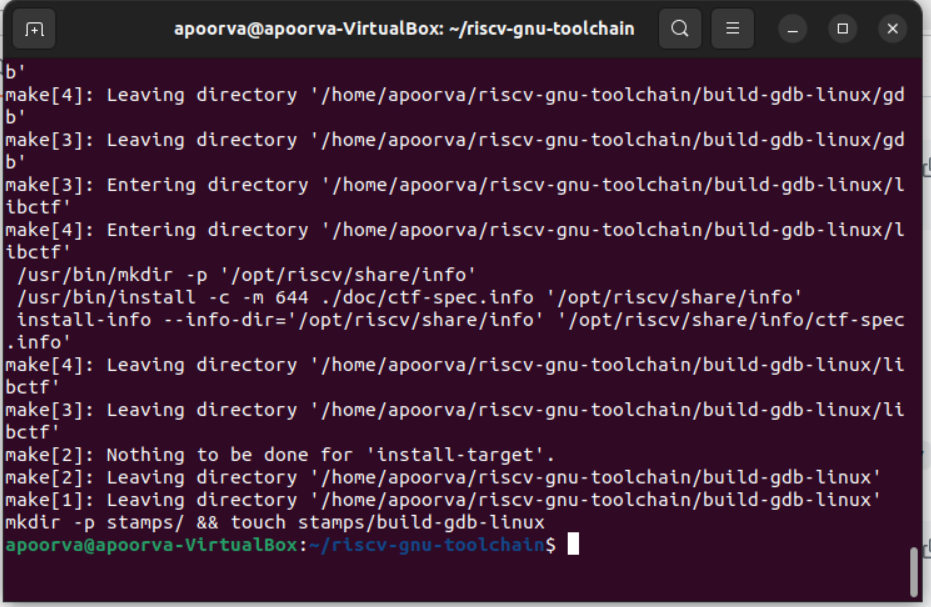 apoorva@apoorva-VirtualBox: ~/riscv-gnu-toolchain
b'
make[4]: Leaving directory '/home/apoorva/riscv-gnu-toolchain/build-gdb-linux/gd
b'
make[3]: Leaving directory '/home/apoorva/riscv-gnu-toolchain/build-gdb-linux/gd
b'
make[3]: Entering directory '/home/apoorva/riscv-gnu-toolchain/build-gdb-linux/l
ibctf'
make[4]: Entering directory '/home/apoorva/riscv-gnu-toolchain/build-gdb-linux/l
ibctf'
 /usr/bin/mkdir -p '/opt/riscv/share/info'
 /usr/bin/install -c -m 644 ./doc/ctf-spec.info '/opt/riscv/share/info'
 install-info --info-dir='/opt/riscv/share/info' '/opt/riscv/share/info/ctf-spec
.info'
make[4]: Leaving directory '/home/apoorva/riscv-gnu-toolchain/build-gdb-linux/li
bctf'
make[3]: Leaving directory '/home/apoorva/riscv-gnu-toolchain/build-gdb-linux/li
bctf'
make[2]: Nothing to be done for 'install-target'.
make[2]: Leaving directory '/home/apoorva/riscv-gnu-toolchain/build-gdb-linux'
make[1]: Leaving directory '/home/apoorva/riscv-gnu-toolchain/build-gdb-linux'
mkdir -p stamps/ && touch stamps/build-gdb-linux
apoorva@apoorva-VirtualBox:~/riscv-gnu-toolchain$